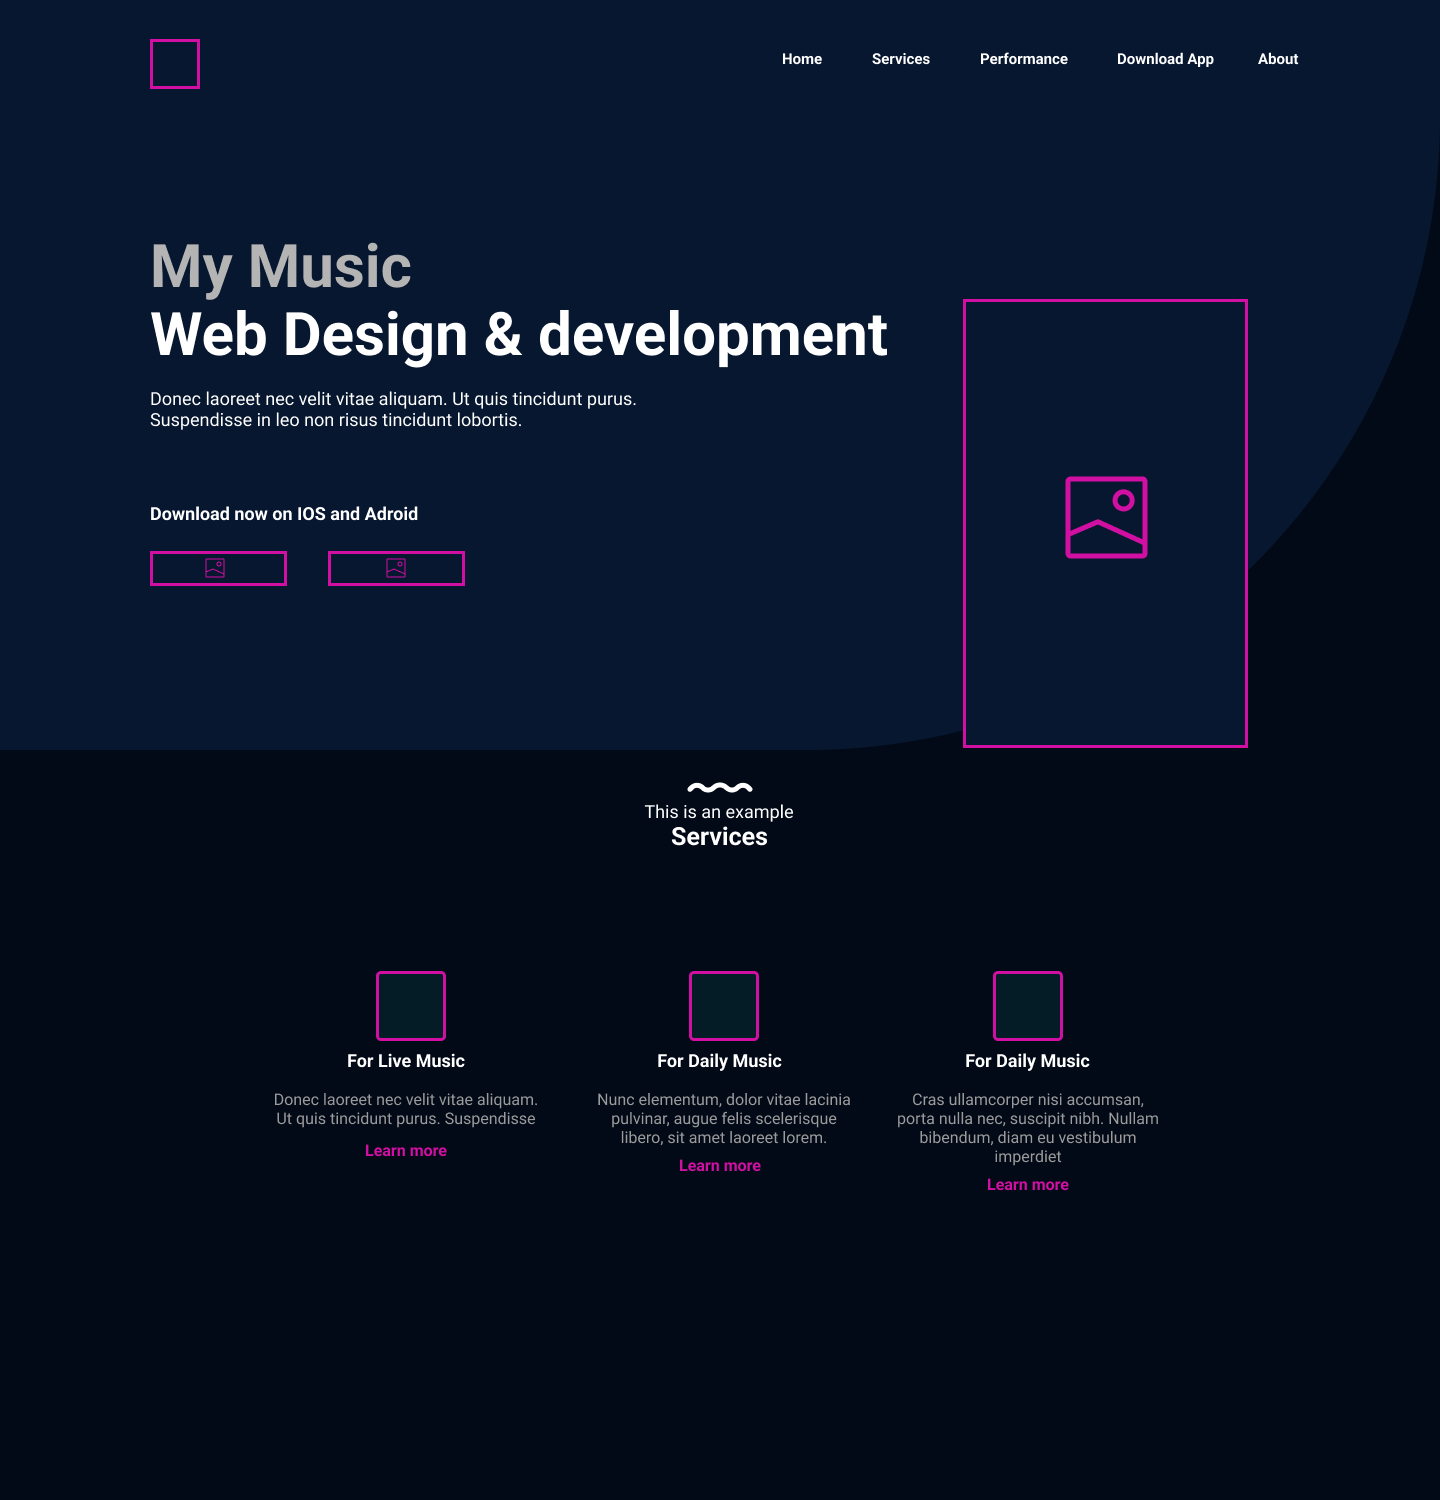 Home Services Performance Download App About
My Music
Web Design & development
Donec laoreet nec velit vitae aliquam. Ut quis tincidunt purus.
Suspendisse in leo non risus tincidunt lobortis.
Download now on IOS and Adroid
This is an example
Services
For Live Music
Donec laoreet nec velit vitae aliquam.
Ut quis tincidunt purus. Suspendisse
Learn more
For Daily Music
Nunc elementum, dolor vitae lacinia
pulvinar, augue felis scelerisque
libero, sit amet laoreet lorem.
Learn more
For Daily Music
Cras ullamcorper nisi accumsan,
porta nulla nec, suscipit nibh. Nullam
bibendum, diam eu vestibulum
imperdiet
Learn more